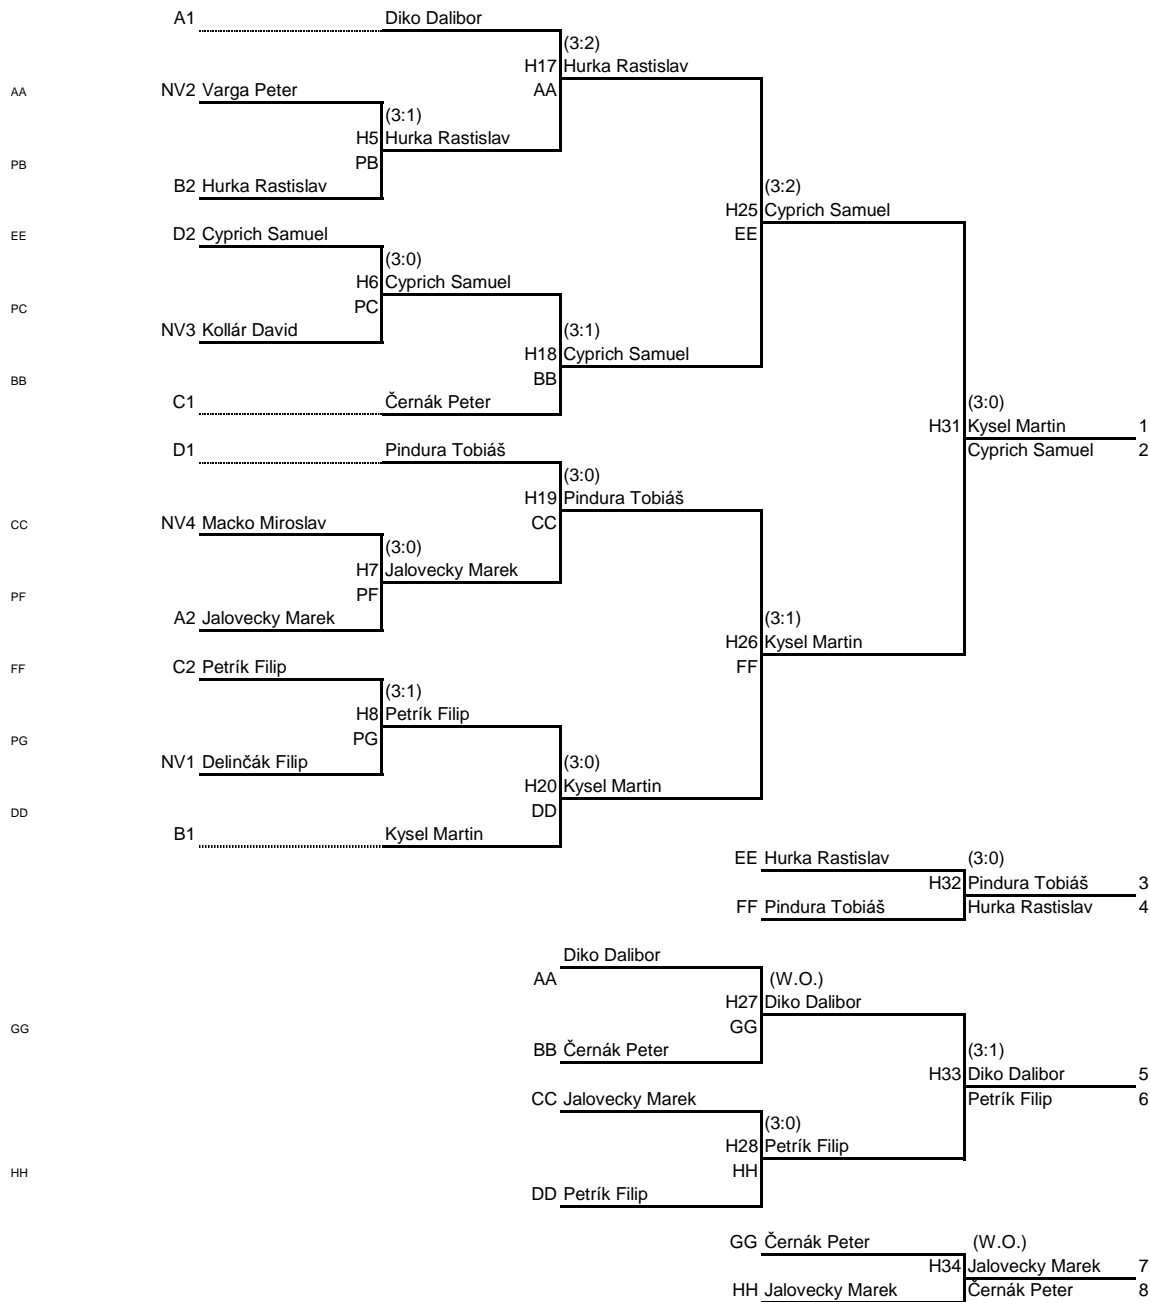 A1 Diko Dalibor
(3:2)
H17 Hurka Rastislav
AA NV2 Varga Peter AA
(3:1)
H5 Hurka Rastislav
PB PB
B2 Hurka Rastislav (3:2)
H25 Cyprich Samuel
EE D2 Cyprich Samuel EE
(3:0)
H6 Cyprich Samuel
PC PC
NV3 Kollár David (3:1)
H18 Cyprich Samuel
BB BB
C1 Černák Peter (3:0)
H31 Kysel Martin 1
D1 Pindura Tobiáš Cyprich Samuel 2
(3:0)
H19 Pindura Tobiáš
CC NV4 Macko Miroslav CC
(3:0)
H7 Jalovecky Marek
PF PF
A2 Jalovecky Marek (3:1)
H26 Kysel Martin
FF C2 Petrík Filip FF
(3:1)
H8 Petrík Filip
PG PG
NV1 Delinčák Filip (3:0)
H20 Kysel Martin
DD DD
B1 Kysel Martin
EE Hurka Rastislav (3:0)
H32 Pindura Tobiáš 3
FF Pindura Tobiáš Hurka Rastislav 4
Diko Dalibor
AA (W.O.)
H27 Diko Dalibor
GG GG
BB Černák Peter (3:1)
H33 Diko Dalibor 5
CC Jalovecky Marek Petrík Filip 6
(3:0)
H28 Petrík Filip
HH HH
DD Petrík Filip
GG Černák Peter (W.O.)
H34 Jalovecky Marek 7
HH Jalovecky Marek Černák Peter 8